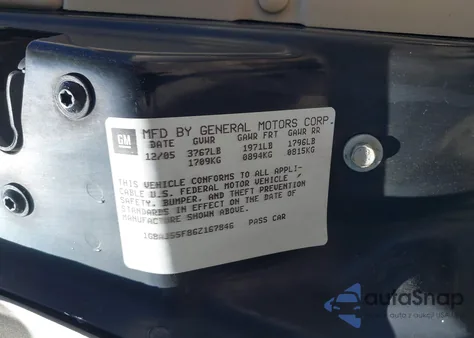 GM
MFD BY GENERAL MOTORS CORP.
DATE GVWR GAWR FRT GAWR RR
12/05 3767LB 1971LB 1796LB
1709KG 0894KG 0815KG
THIS VEHICLE CONFORMS TO ALL APPLI-
CABLE U.S. FEDERAL MOTOR VEHICLE
SAFETY, BUMPER, AND THEFT PREVENTION
STANDARDS IN EFFECT ON THE DATE OF
MANUFACTURE SHOWN ABOVE.
PASS CAR
autoSnap